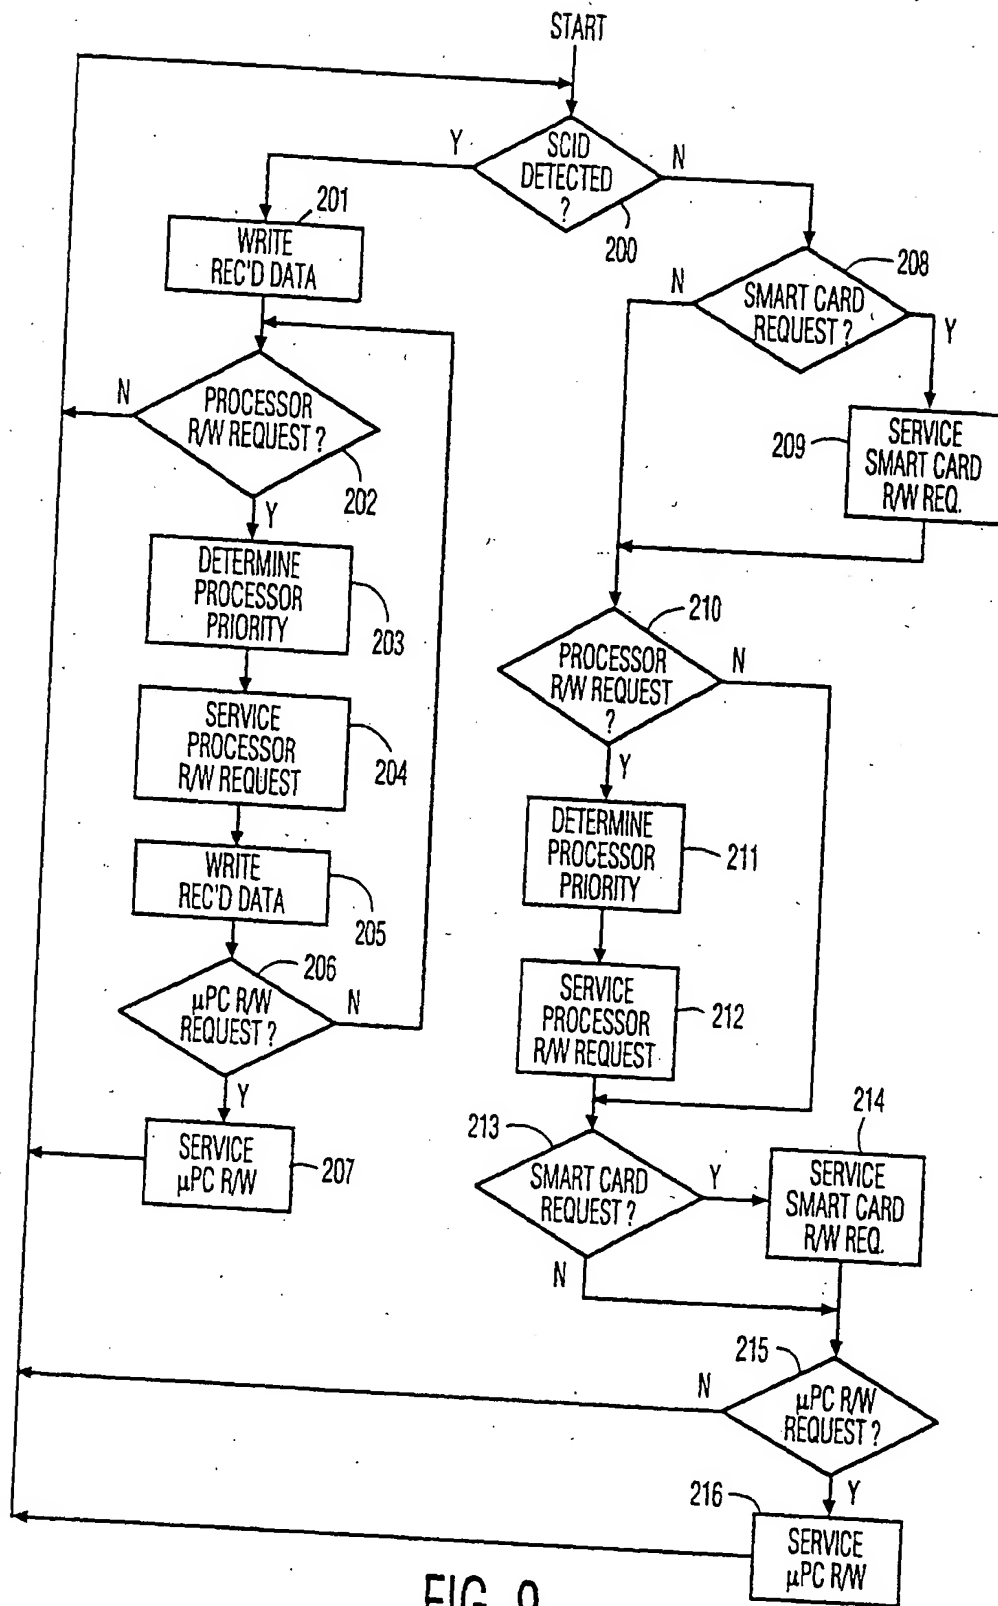 START
SCID
DETECTED
?
Y
N
200
201
WRITE
REC'D DATA
208
SMART CARD
REQUEST ?
N
Y
PROCESSOR
R/W REQUEST ?
N
202
Y
209
SERVICE
SMART CARD
R/W REQ.
DETERMINE
PROCESSOR
PRIORITY
203
210
PROCESSOR
R/W REQUEST
?
N
Y
SERVICE
PROCESSOR
R/W REQUEST
204
DETERMINE
PROCESSOR
PRIORITY
211
WRITE
REC'D DATA
205
206
µPC R/W
REQUEST ?
N
Y
SERVICE
PROCESSOR
R/W REQUEST
212
SERVICE
µPC R/W
207
213
SMART CARD
REQUEST ?
Y
N
214
SERVICE
SMART CARD
R/W REQ.
215
µPC R/W
REQUEST ?
N
Y
216
SERVICE
µPC R/W
FIG. 9